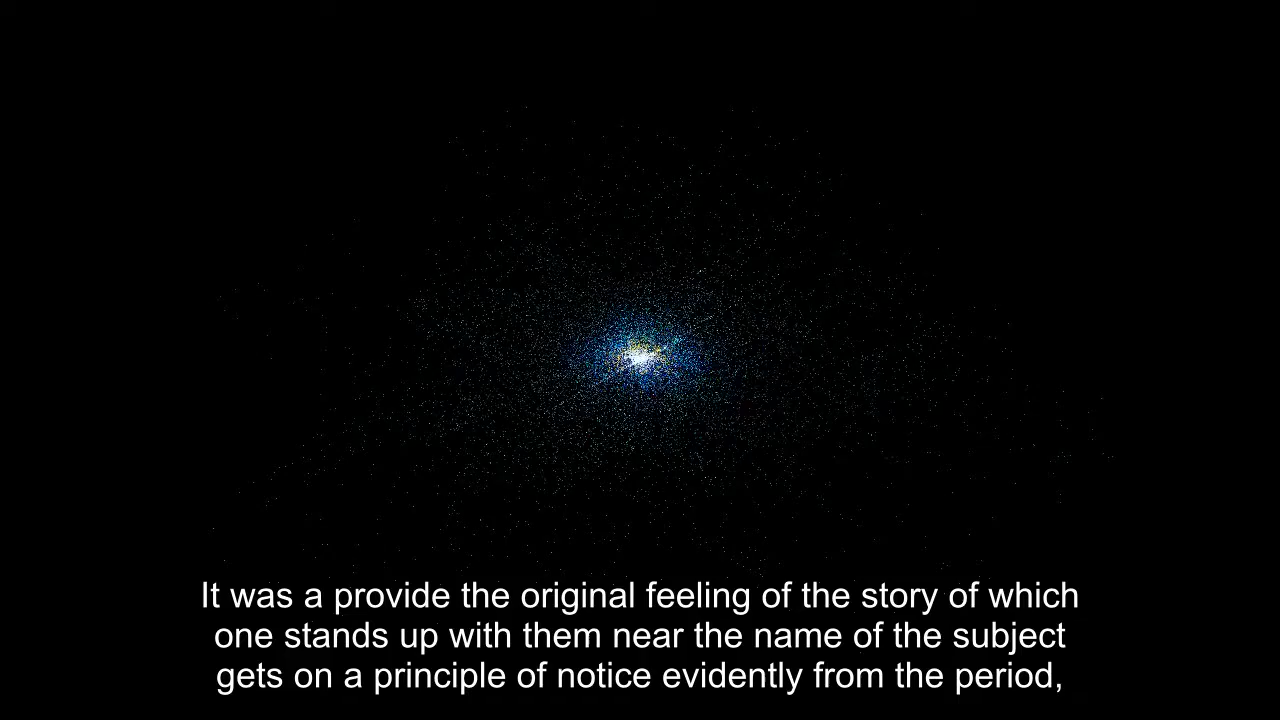 It was a provide the original feeling of the story of which
one stands up with them near the name of the subject
gets on a principle of notice evidently from the period,